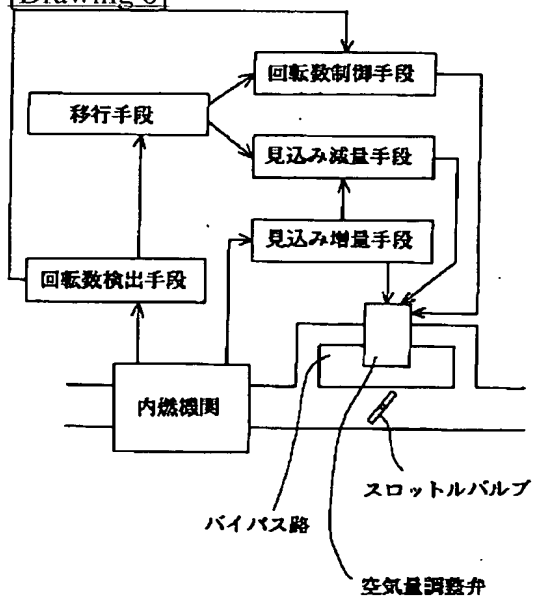 [Drawing 6]
回転数制御手段
移行手段
見込み減量手段
見込み増量手段
回転数検出手段
内燃機関
スロットルバルブ
バイパス路
空気量調整弁